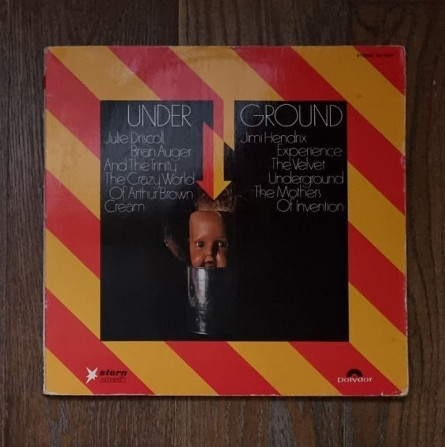 UNDER GROUND
Julie Driscoll,
Brian Auger
And The Trinity
The Crazy World
Of Arthur Brown
Cream
Jimi Hendrix
Experience
The Velvet
Underground
The Mothers
Of Invention
stern
musik
Polydor